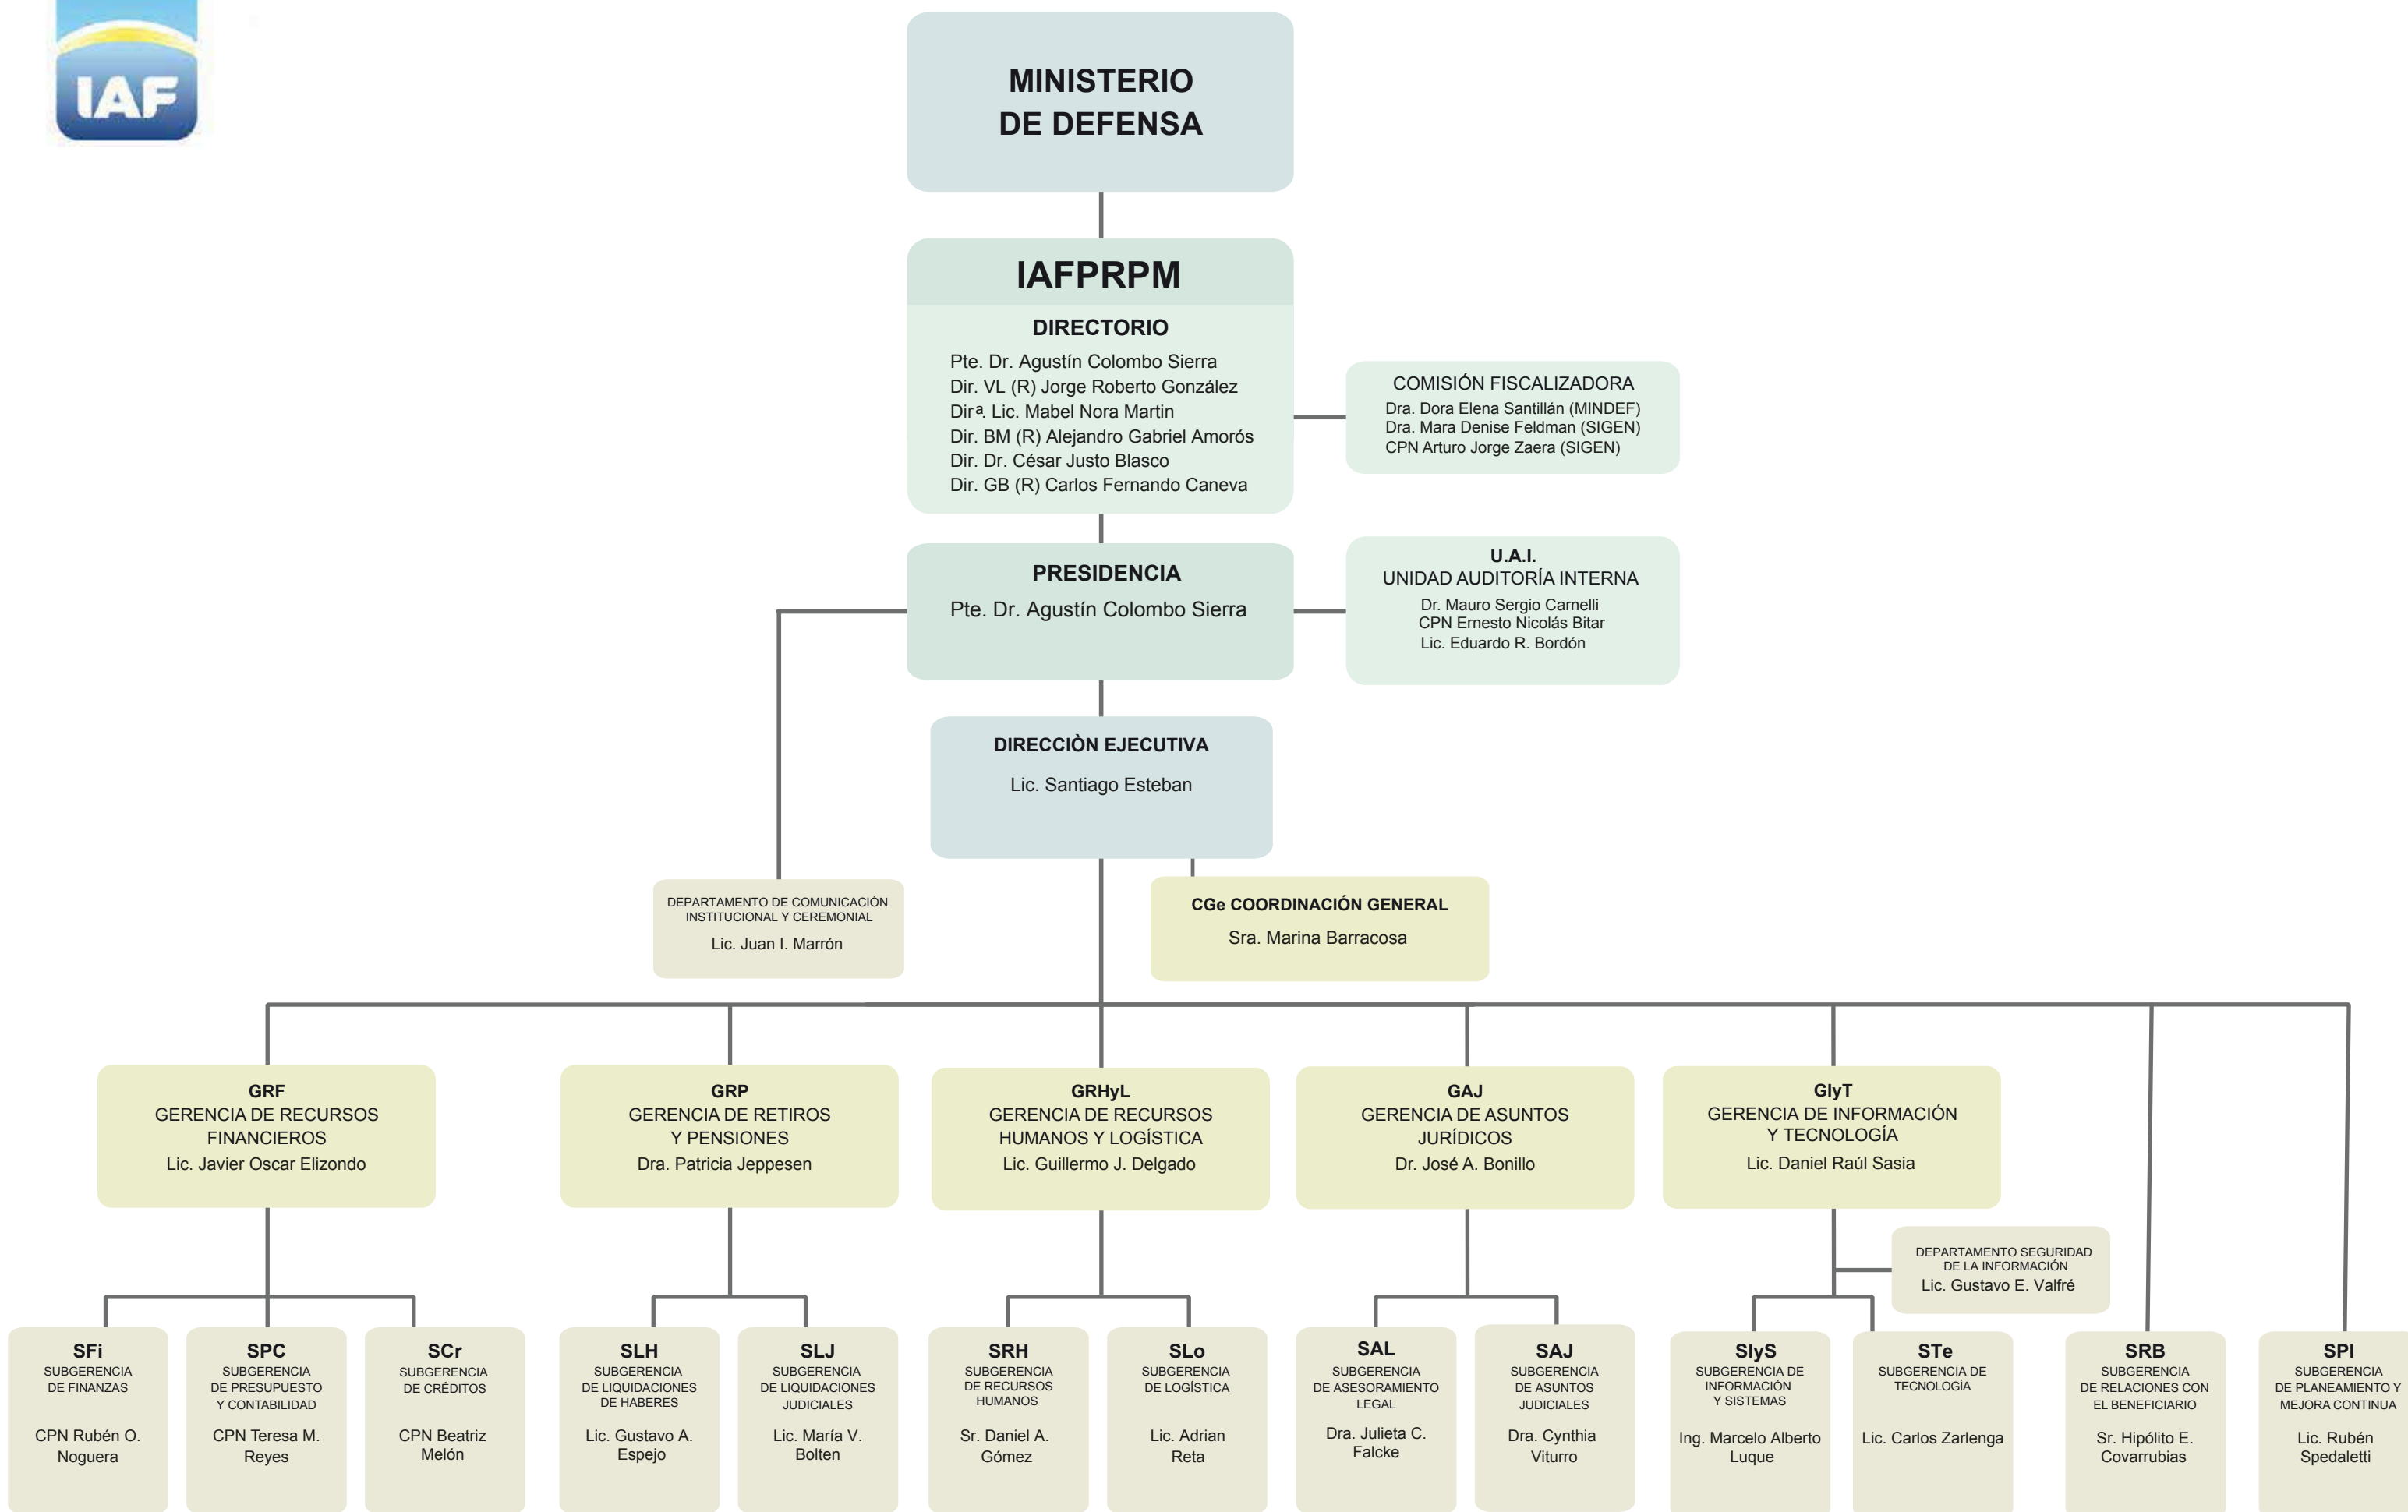 IAF
MINISTERIO
DE DEFENSA
IAFPRPM
DIRECTORIO
Pte. Dr. Agustín Colombo Sierra
Dir. VL (R) Jorge Roberto González
Dirª. Lic. Mabel Nora Martin
Dir. BM (R) Alejandro Gabriel Amorós
Dir. Dr. César Justo Blasco
Dir. GB (R) Carlos Fernando Caneva
COMISIÓN FISCALIZADORA
Dra. Dora Elena Santillán (MINDEF)
Dra. Mara Denise Feldman (SIGEN)
CPN Arturo Jorge Zaera (SIGEN)
PRESIDENCIA
Pte. Dr. Agustín Colombo Sierra
U.A.I.
UNIDAD AUDITORÍA INTERNA
Dr. Mauro Sergio Carnelli
CPN Ernesto Nicolás Bitar
Lic. Eduardo R. Bordón
DIRECCIÒN EJECUTIVA
Lic. Santiago Esteban
DEPARTAMENTO DE COMUNICACIÓN
INSTITUCIONAL Y CEREMONIAL
Lic. Juan I. Marrón
CGe COORDINACIÓN GENERAL
Sra. Marina Barracosa
GRF
GERENCIA DE RECURSOS
FINANCIEROS
Lic. Javier Oscar Elizondo
GRP
GERENCIA DE RETIROS
Y PENSIONES
Dra. Patricia Jeppesen
GRHyL
GERENCIA DE RECURSOS
HUMANOS Y LOGÍSTICA
Lic. Guillermo J. Delgado
GAJ
GERENCIA DE ASUNTOS
JURÍDICOS
Dr. José A. Bonillo
GIyT
GERENCIA DE INFORMACIÓN
Y TECNOLOGÍA
Lic. Daniel Raúl Sasia
DEPARTAMENTO SEGURIDAD
DE LA INFORMACIÓN
Lic. Gustavo E. Valfré
SFi
SUBGERENCIA
DE FINANZAS
CPN Rubén O.
Noguera
SPC
SUBGERENCIA
DE PRESUPUESTO
Y CONTABILIDAD
CPN Teresa M.
Reyes
SCr
SUBGERENCIA
DE CRÉDITOS
CPN Beatriz
Melón
SLH
SUBGERENCIA
DE LIQUIDACIONES
DE HABERES
Lic. Gustavo A.
Espejo
SLJ
SUBGERENCIA
DE LIQUIDACIONES
JUDICIALES
Lic. María V.
Bolten
SRH
SUBGERENCIA
DE RECURSOS
HUMANOS
Sr. Daniel A.
Gómez
SLo
SUBGERENCIA
DE LOGÍSTICA
Lic. Adrian
Reta
SAL
SUBGERENCIA
DE ASESORAMIENTO
LEGAL
Dra. Julieta C.
Falcke
SAJ
SUBGERENCIA
DE ASUNTOS
JUDICIALES
Dra. Cynthia
Viturro
SIyS
SUBGERENCIA DE
INFORMACIÓN
Y SISTEMAS
Ing. Marcelo Alberto
Luque
STe
SUBGERENCIA DE
TECNOLOGÍA
Lic. Carlos Zarlenga
SRB
SUBGERENCIA
DE RELACIONES CON
EL BENEFICIARIO
Sr. Hipólito E.
Covarrubias
SPI
SUBGERENCIA
DE PLANEAMIENTO Y
MEJORA CONTINUA
Lic. Rubén
Spedaletti